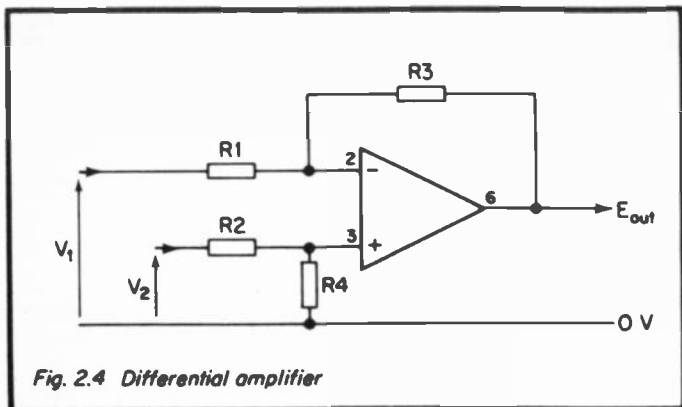 R3
R1
2
-
6
E out
R2
3
+
V1
V2
R4
0 V
Fig. 2.4 Differential amplifier